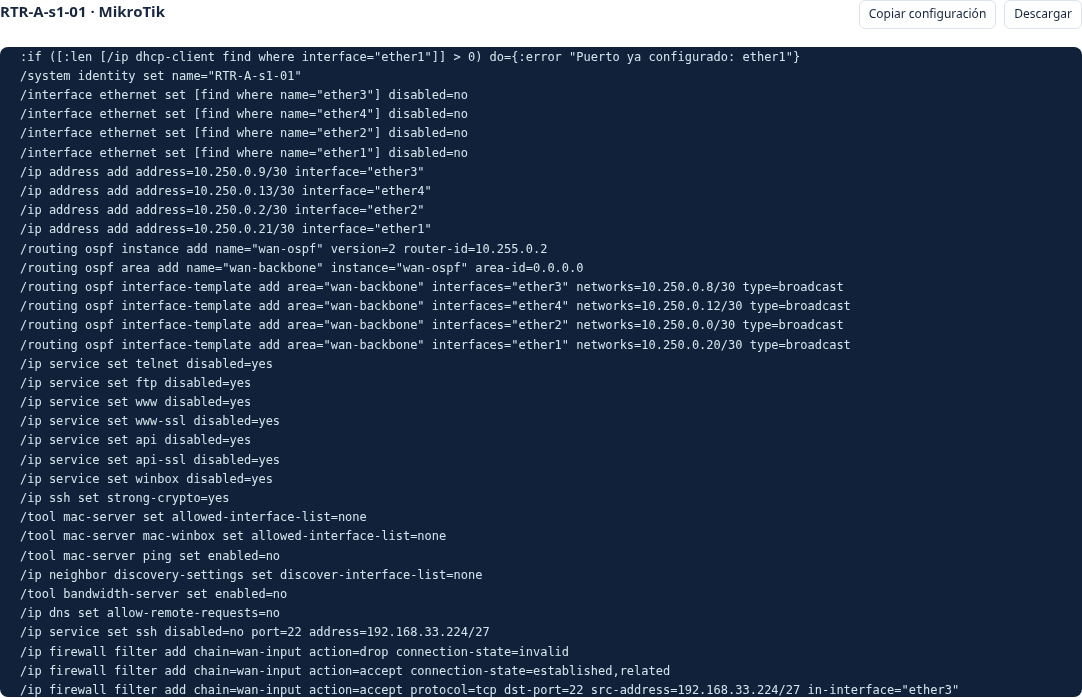 RTR-A-s1-01 · MikroTik
Copiar configuración
Descargar
:if ([:len [/ip dhcp-client find where interface="ether1"]] > 0) do={:error "Puerto ya configurado: ether1"}
/system identity set name="RTR-A-s1-01"
/interface ethernet set [find where name="ether3"] disabled=no
/interface ethernet set [find where name="ether4"] disabled=no
/interface ethernet set [find where name="ether2"] disabled=no
/interface ethernet set [find where name="ether1"] disabled=no
/ip address add address=10.250.0.9/30 interface="ether3"
/ip address add address=10.250.0.13/30 interface="ether4"
/ip address add address=10.250.0.2/30 interface="ether2"
/ip address add address=10.250.0.21/30 interface="ether1"
/routing ospf instance add name="wan-ospf" version=2 router-id=10.255.0.2
/routing ospf area add name="wan-backbone" instance="wan-ospf" area-id=0.0.0.0
/routing ospf interface-template add area="wan-backbone" interfaces="ether3" networks=10.250.0.8/30 type=broadcast
/routing ospf interface-template add area="wan-backbone" interfaces="ether4" networks=10.250.0.12/30 type=broadcast
/routing ospf interface-template add area="wan-backbone" interfaces="ether2" networks=10.250.0.0/30 type=broadcast
/routing ospf interface-template add area="wan-backbone" interfaces="ether1" networks=10.250.0.20/30 type=broadcast
/ip service set telnet disabled=yes
/ip service set ftp disabled=yes
/ip service set www disabled=yes
/ip service set www-ssl disabled=yes
/ip service set api disabled=yes
/ip service set api-ssl disabled=yes
/ip service set winbox disabled=yes
/ip ssh set strong-crypto=yes
/tool mac-server set allowed-interface-list=none
/tool mac-server mac-winbox set allowed-interface-list=none
/tool mac-server ping set enabled=no
/ip neighbor discovery-settings set discover-interface-list=none
/tool bandwidth-server set enabled=no
/ip dns set allow-remote-requests=no
/ip service set ssh disabled=no port=22 address=192.168.33.224/27
/ip firewall filter add chain=wan-input action=drop connection-state=invalid
/ip firewall filter add chain=wan-input action=accept connection-state=established,related
/ip firewall filter add chain=wan-input action=accept protocol=tcp dst-port=22 src-address=192.168.33.224/27 in-interface="ether3"